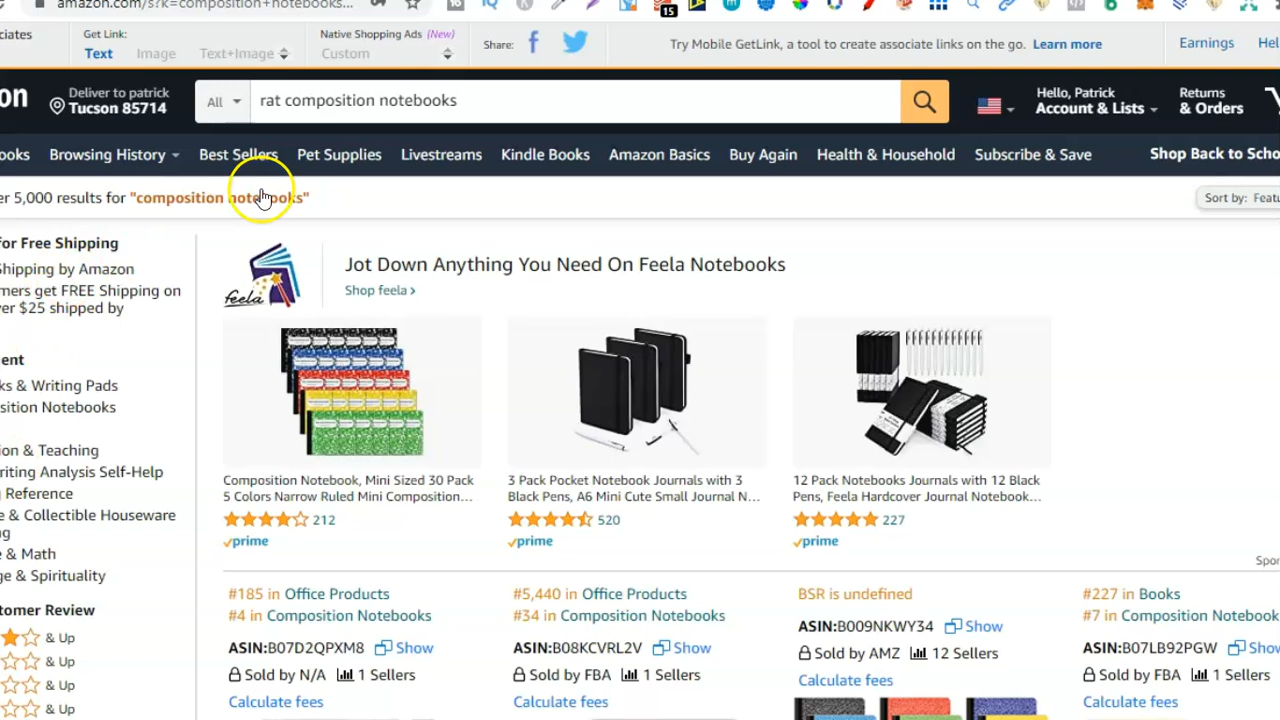 amazon.com/s?k=composition+notebooks...
15
ciates
Get Link:
Text Image Text+Image
Native Shopping Ads (New)
Custom
Share:
Try Mobile GetLink, a tool to create associate links on the go. Learn more
Earnings
Hel
on
Deliver to patrick
Tucson 85714
All
rat composition notebooks
Hello, Patrick
Account & Lists
Returns
& Orders
ooks Browsing History Best Sellers Pet Supplies Livestreams Kindle Books Amazon Basics Buy Again Health & Household Subscribe & Save Shop Back to Scho
er 5,000 results for "composition notebooks"
Sort by: Featu
for Free Shipping
Shipping by Amazon
mers get FREE Shipping on
ver $25 shipped by
ent
ks & Writing Pads
sition Notebooks
on & Teaching
riting Analysis Self-Help
g Reference
e & Collectible Houseware
ng
e & Math
ge & Spirituality
tomer Review
& Up
& Up
& Up
& Up
feela
Jot Down Anything You Need On Feela Notebooks
Shop feela ›
Composition Notebook, Mini Sized 30 Pack
5 Colors Narrow Ruled Mini Composition...
212
prime
3 Pack Pocket Notebook Journals with 3
Black Pens, A6 Mini Cute Small Journal N...
520
prime
12 Pack Notebooks Journals with 12 Black
Pens, Feela Hardcover Journal Notebook...
227
prime
Spon
#185 in Office Products
#4 in Composition Notebooks
ASIN:B07D2QPXM8 Show
Sold by N/A 1 Sellers
Calculate fees
#5,440 in Office Products
#34 in Composition Notebooks
ASIN:B08KCVRL2V Show
Sold by FBA 1 Sellers
Calculate fees
BSR is undefined
ASIN:B009NKWY34 Show
Sold by AMZ 12 Sellers
Calculate fees
#227 in Books
#7 in Composition Notebook
ASIN:B07LB92PGW Show
Sold by FBA 1 Sellers
Calculate fees